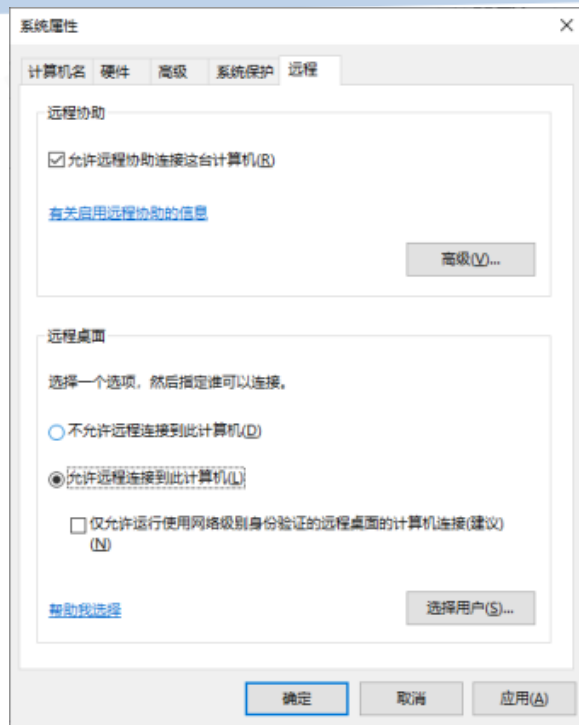 系统属性
计算机名 硬件 高级 系统保护 远程
远程协助
允许远程协助连接这台计算机(R)
有关启用远程协助的信息
高级(V)...
远程桌面
选择一个选项，然后指定谁可以连接。
不允许远程连接到此计算机(D)
允许远程连接到此计算机(L)
仅允许运行使用网络级别身份验证的远程桌面的计算机连接(建议)
(N)
帮助我选择
选择用户(S)...
确定 取消 应用(A)